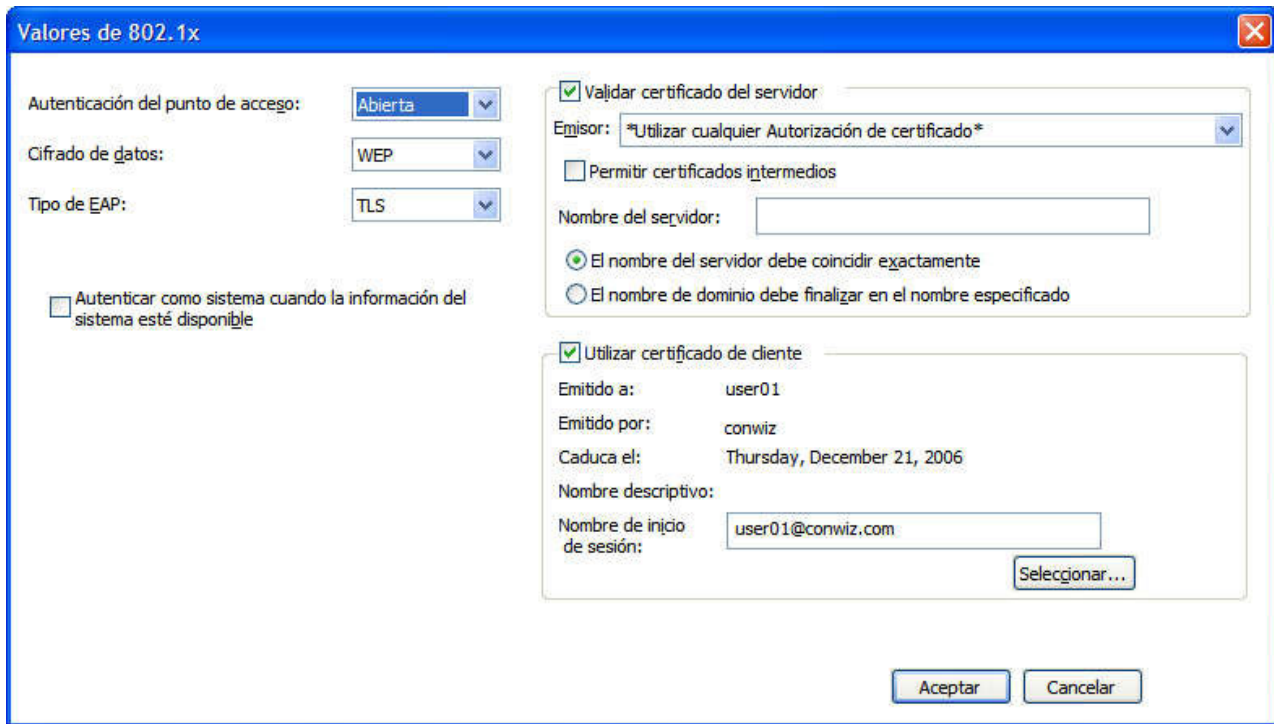 Valores de 802.1x
Autenticación del punto de acceso:
Abierta
Cifrado de datos:
WEP
Tipo de EAP:
TLS
Autenticar como sistema cuando la información del
sistema esté disponible
Validar certificado del servidor
Emisor:
*Utilizar cualquier Autorización de certificado*
Permitir certificados intermedios
Nombre del servidor:
El nombre del servidor debe coincidir exactamente
El nombre de dominio debe finalizar en el nombre especificado
Utilizar certificado de cliente
Emitido a:
user01
Emitido por:
conwiz
Caduca el:
Thursday, December 21, 2006
Nombre descriptivo:
Nombre de inicio
de sesión:
user01@conwiz.com
Seleccionar...
Aceptar
Cancelar